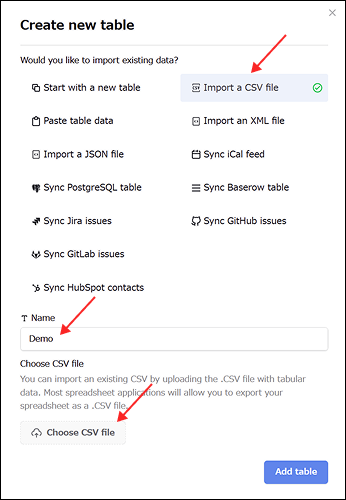 Create new table
Would you like to import existing data?
Start with a new table
Import a CSV file
Paste table data
Import an XML file
Import a JSON file
Sync iCal feed
Sync PostgreSQL table
Sync Baserow table
Sync Jira issues
Sync GitHub issues
Sync GitLab issues
Sync HubSpot contacts
Name
Demo
Choose CSV file
You can import an existing CSV by uploading the .CSV file with tabular
data. Most spreadsheet applications will allow you to export your
spreadsheet as a .CSV file.
Choose CSV file
Add table